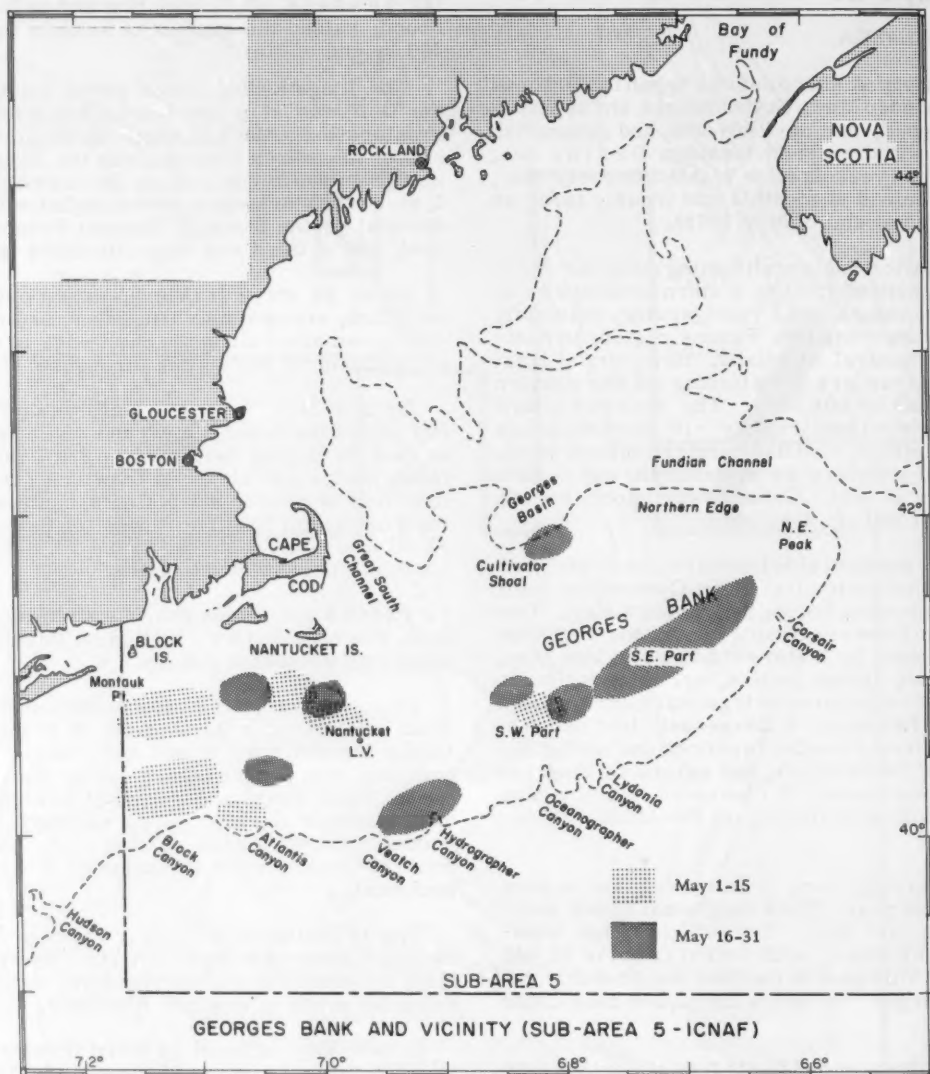 Bay of
Fundy
NOVA
SCOTIA
ROCKLAND
44°
GLOUCESTER
BOSTON
Fundian Channel
Georges
Basin
42°
Northern Edge
N.E.
Peak
CAPE
COD
Great South
Channel
Cultivator
Shoal
GEORGES BANK
Corsair
Canyon
BLOCK
IS.
NANTUCKET IS.
S.E. Part
Montauk
Pt.
Nantucket
L.V.
S.W. Part
Lydonia
Canyon
Oceanographer
Canyon
40°
Hydrographer
Canyon
Veatch
Canyon
Atlantis
Canyon
Block
Canyon
Hudson
Canyon
May 1-15
May 16-31
SUB-AREA 5
GEORGES BANK AND VICINITY (SUB-AREA 5-ICNAF)
72°
70°
68°
66°